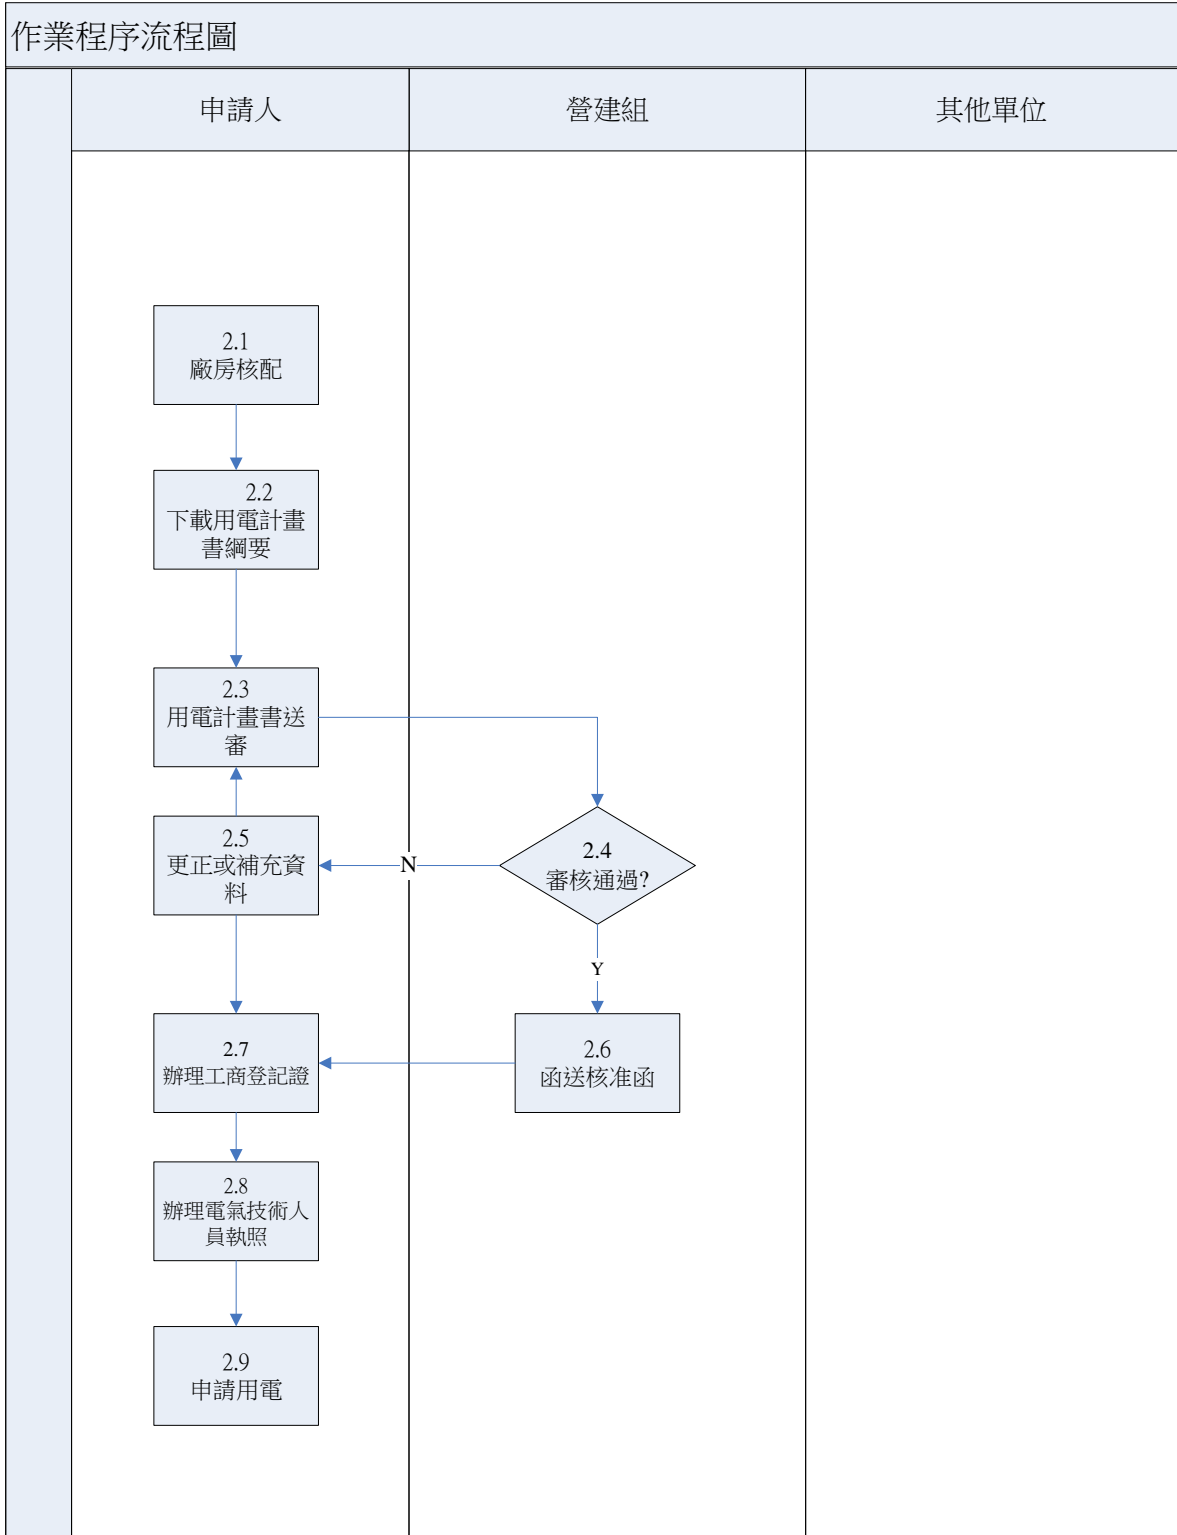 作業程序流程圖
申請人
營建組
其他單位
2.1
廠房核配
2.2
下載用電計畫
書綱要
2.3
用電計畫書送
審
2.5
更正或補充資
料
N
2.4
審核通過?
Y
2.7
辦理工商登記證
2.6
函送核准函
2.8
辦理電氣技術人
員執照
2.9
申請用電